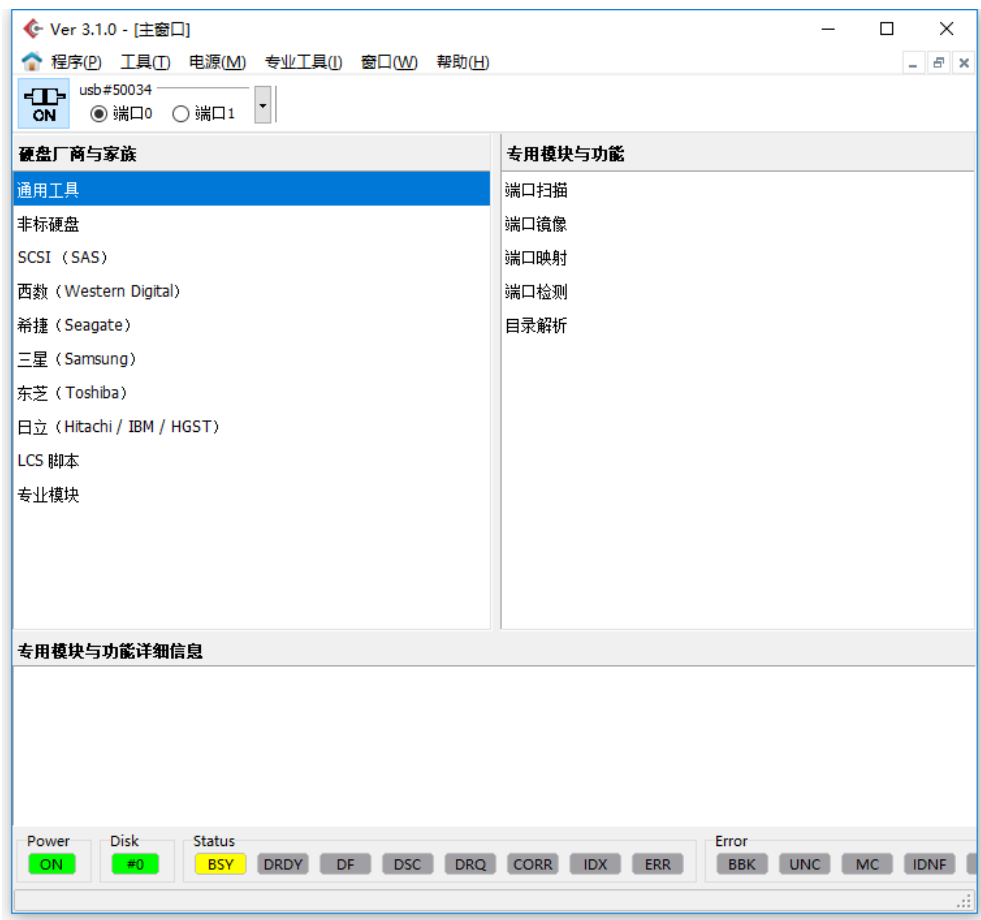 Ver 3.1.0 - [主窗口]
程序(P) 工具(T) 电源(M) 专业工具(I) 窗口(W) 帮助(H)
usb#50034
ON 端口0 端口1
硬盘厂商与家族 专用模块与功能
通用工具 端口扫描
非标硬盘 端口镜像
SCSI （SAS） 端口映射
西数（Western Digital） 端口检测
希捷（Seagate） 目录解析
三星（Samsung）
东芝（Toshiba）
日立（Hitachi / IBM / HGST）
LCS 脚本
专业模块
专用模块与功能详细信息
Power Disk Status Error
ON #0 BSY DRDY DF DSC DRQ CORR IDX ERR BBK UNC MC IDNF